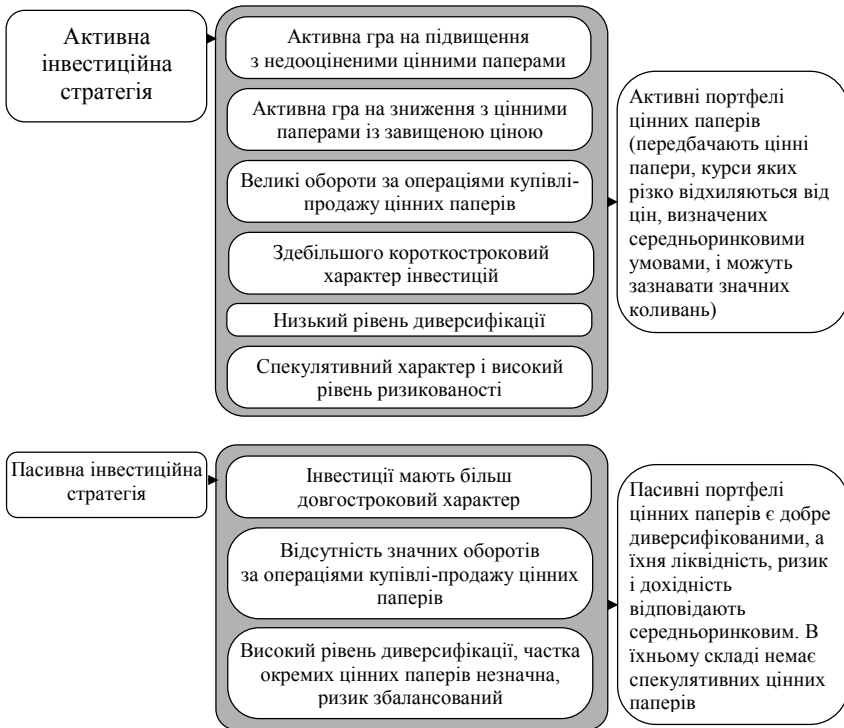 Активна
інвестиційна
стратегія
Активна гра на підвищення
з недооціненими цінними паперами
Активна гра на зниження з цінними
паперами із завищеною ціною
Великі обороти за операціями купівлі-
продажу цінних паперів
Здебільшого короткостроковий
характер інвестицій
Низький рівень диверсифікації
Спекулятивний характер і високий
рівень ризикованості
Активні портфелі
цінних паперів
(передбачають цінні
папери, курси яких
різко відхиляються від
цін, визначених
середньоринковими
умовами, і можуть
зазнавати значних
коливань)
Пасивна інвестиційна
стратегія
Інвестиції мають більш
довгостроковий характер
Відсутність значних оборотів
за операціями купівлі-продажу цінних
паперів
Високий рівень диверсифікації, частка
окремих цінних паперів незначна,
ризик збалансований
Пасивні портфелі
цінних паперів є добре
диверсифікованими, а
їхня ліквідність, ризик
і дохідність
відповідають
середньоринковим. В
їхньому складі немає
спекулятивних цінних
паперів